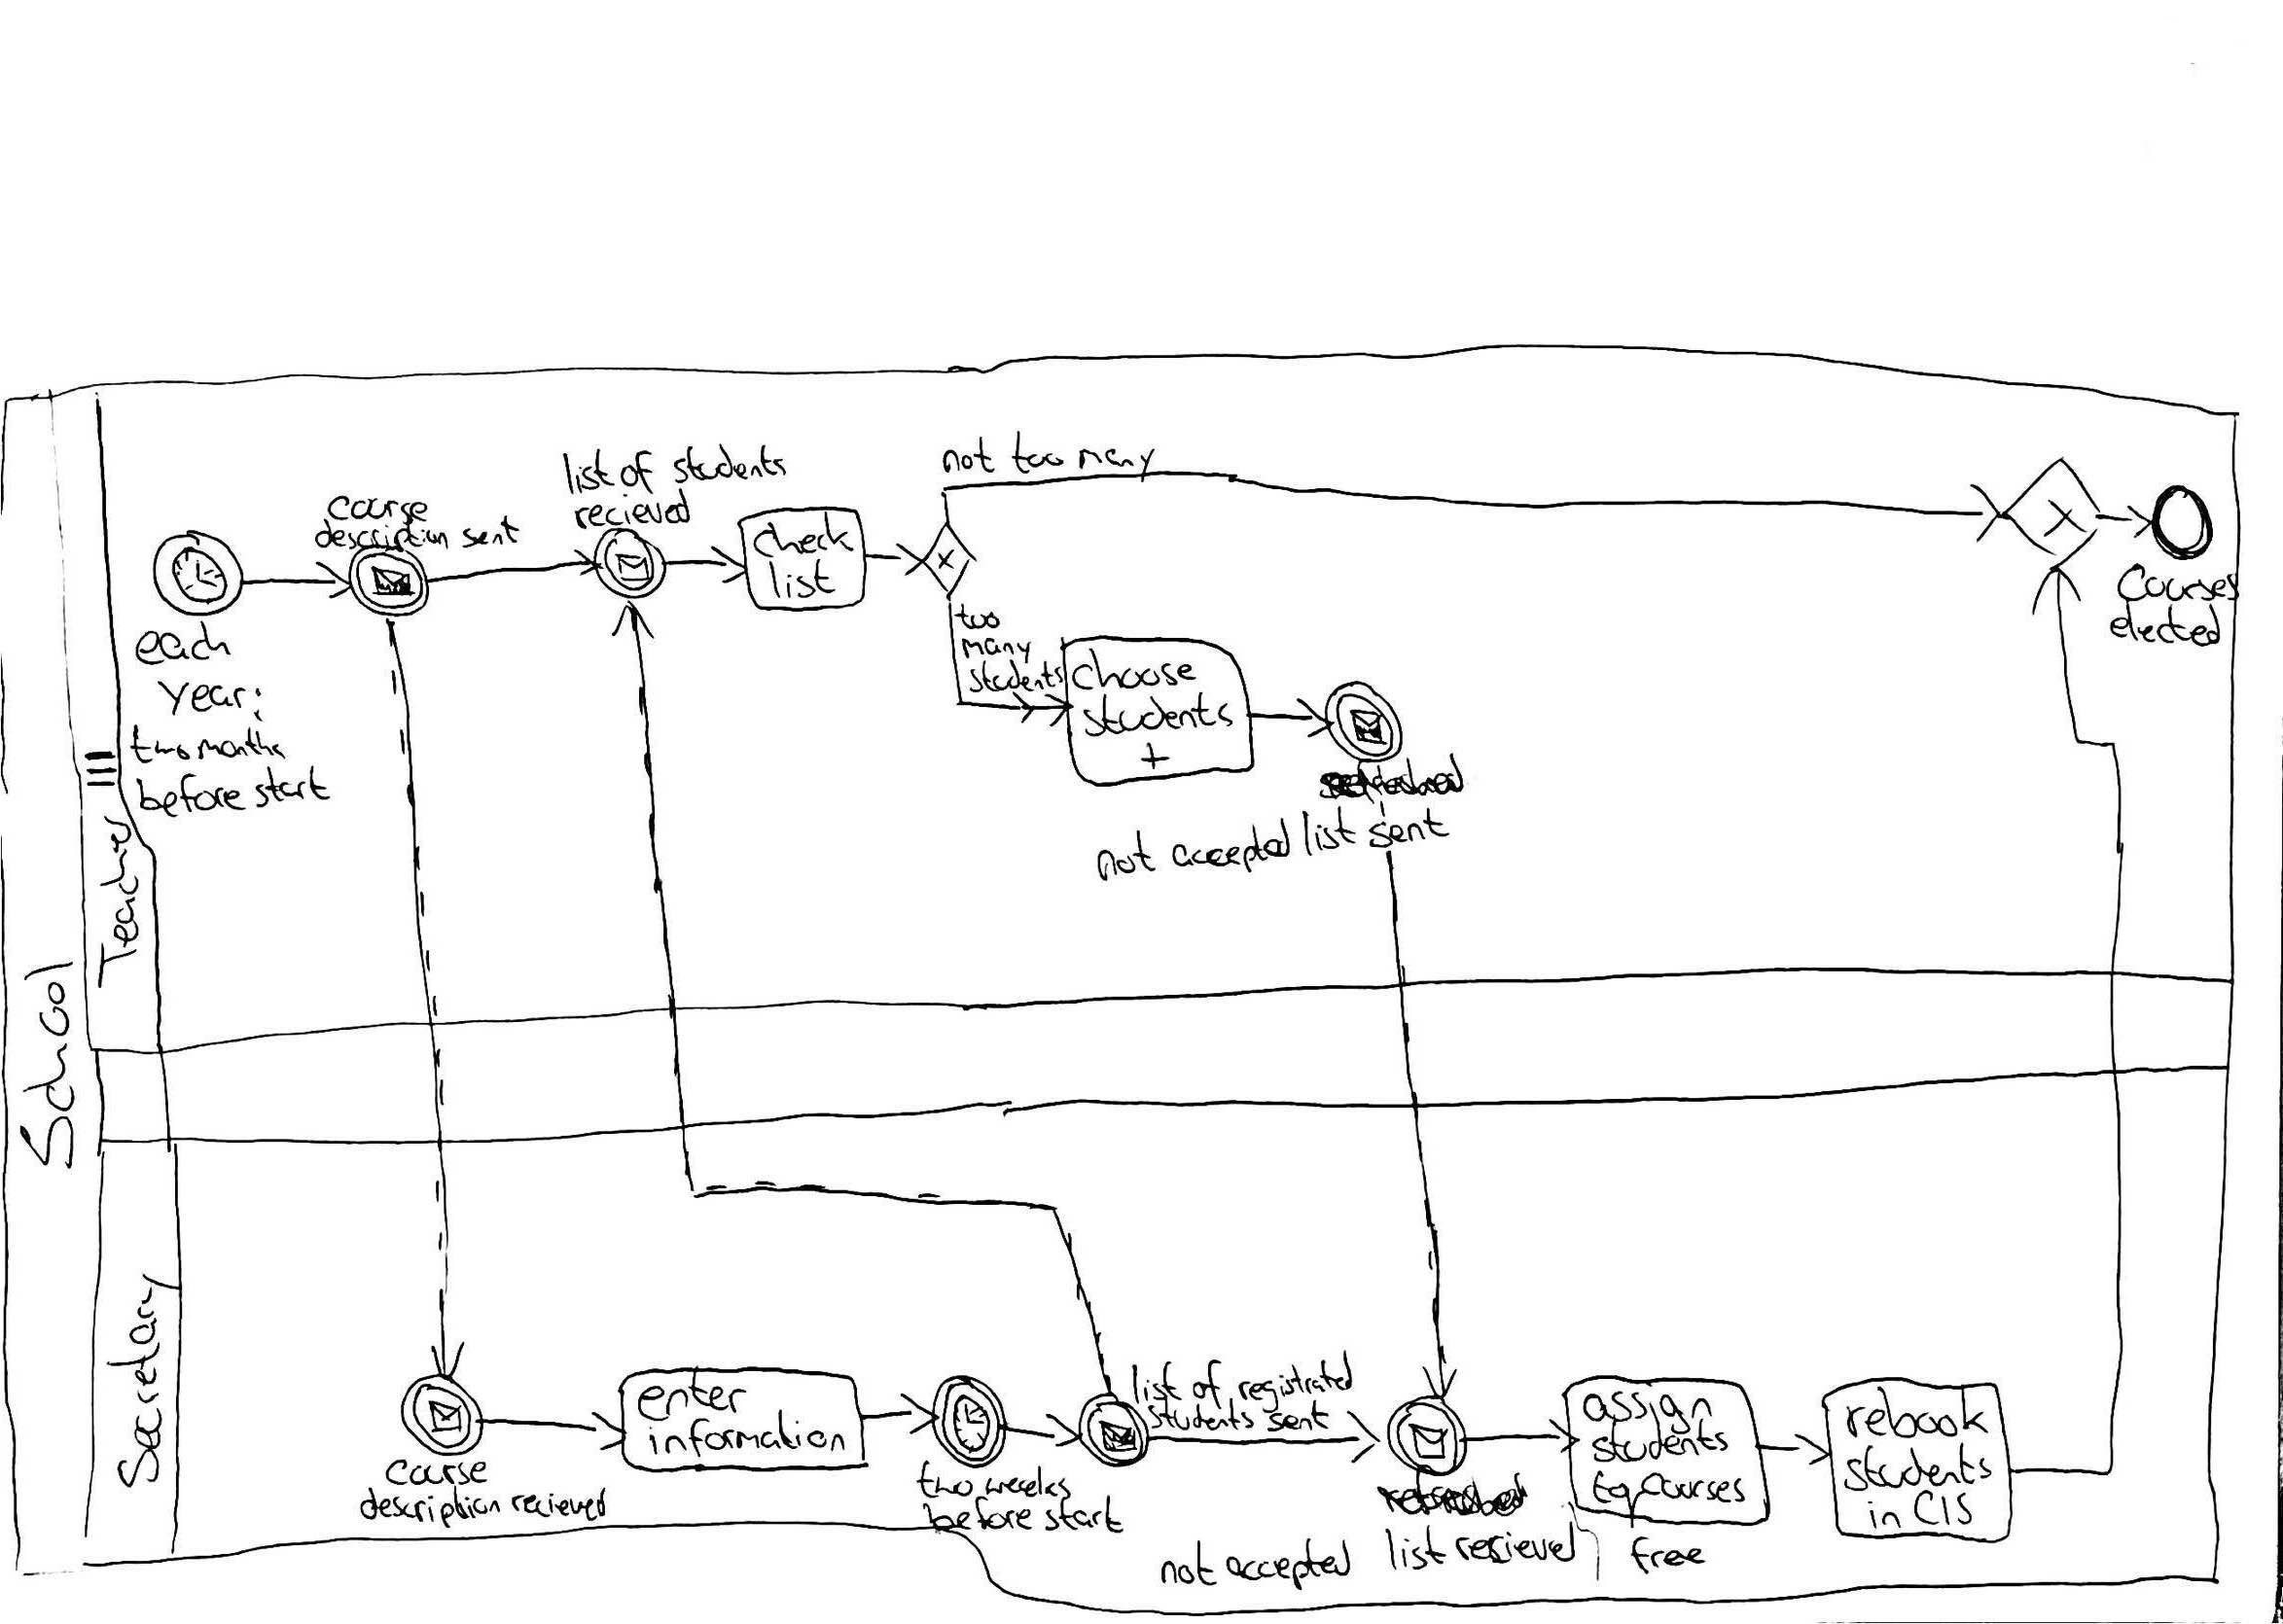 School
Teacher
Secretary
each
year:
two months
before start
course
description sent
list of students
recieved
check
list
not too many
too
many
students
choose
students
+
not accepted list sent
Courses
elected
course
description recieved
enter
information
two weeks
before start
list of registrated
students sent
not accepted list recieved
assign
students
to courses
free
rebook
students
in CIS